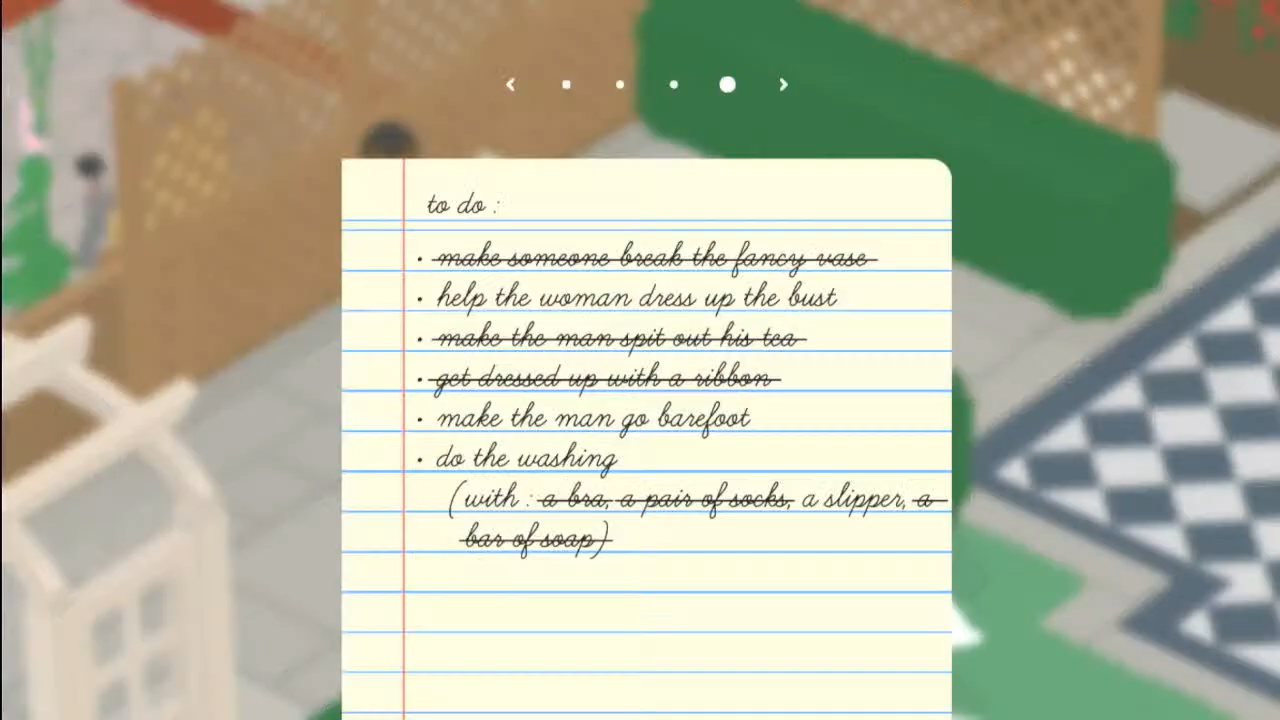 to do :
• make someone break the fancy vase
• help the woman dress up the bust
• make the man spit out his tea
• get dressed up with a ribbon
• make the man go barefoot
• do the washing
(with : a bra, a pair of socks, a slipper, a
bar of soap)